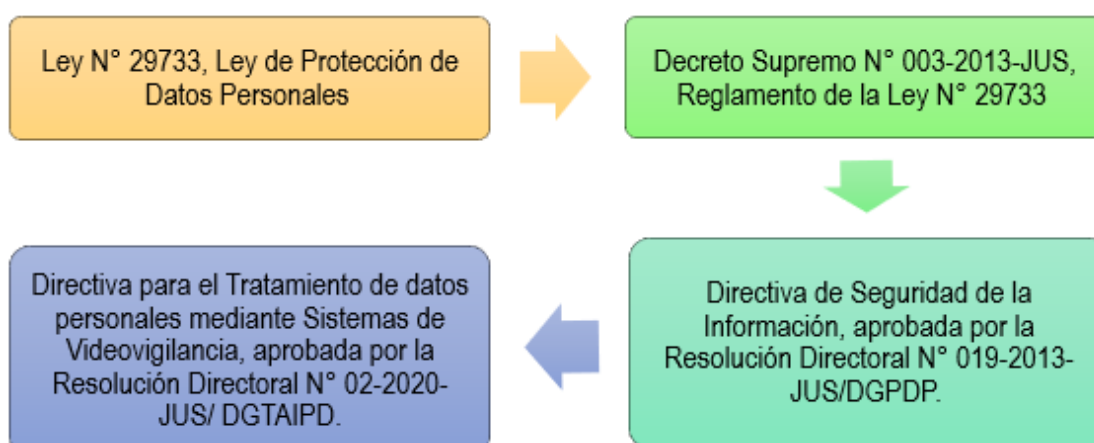 Ley N° 29733, Ley de Protección de
Datos Personales
Decreto Supremo N° 003-2013-JUS,
Reglamento de la Ley N° 29733
Directiva de Seguridad de la
Información, aprobada por la
Resolución Directoral N° 019-2013-
JUS/DGPDP.
Directiva para el Tratamiento de datos
personales mediante Sistemas de
Videovigilancia, aprobada por la
Resolución Directoral N° 02-2020-
JUS/ DGTAIPD.